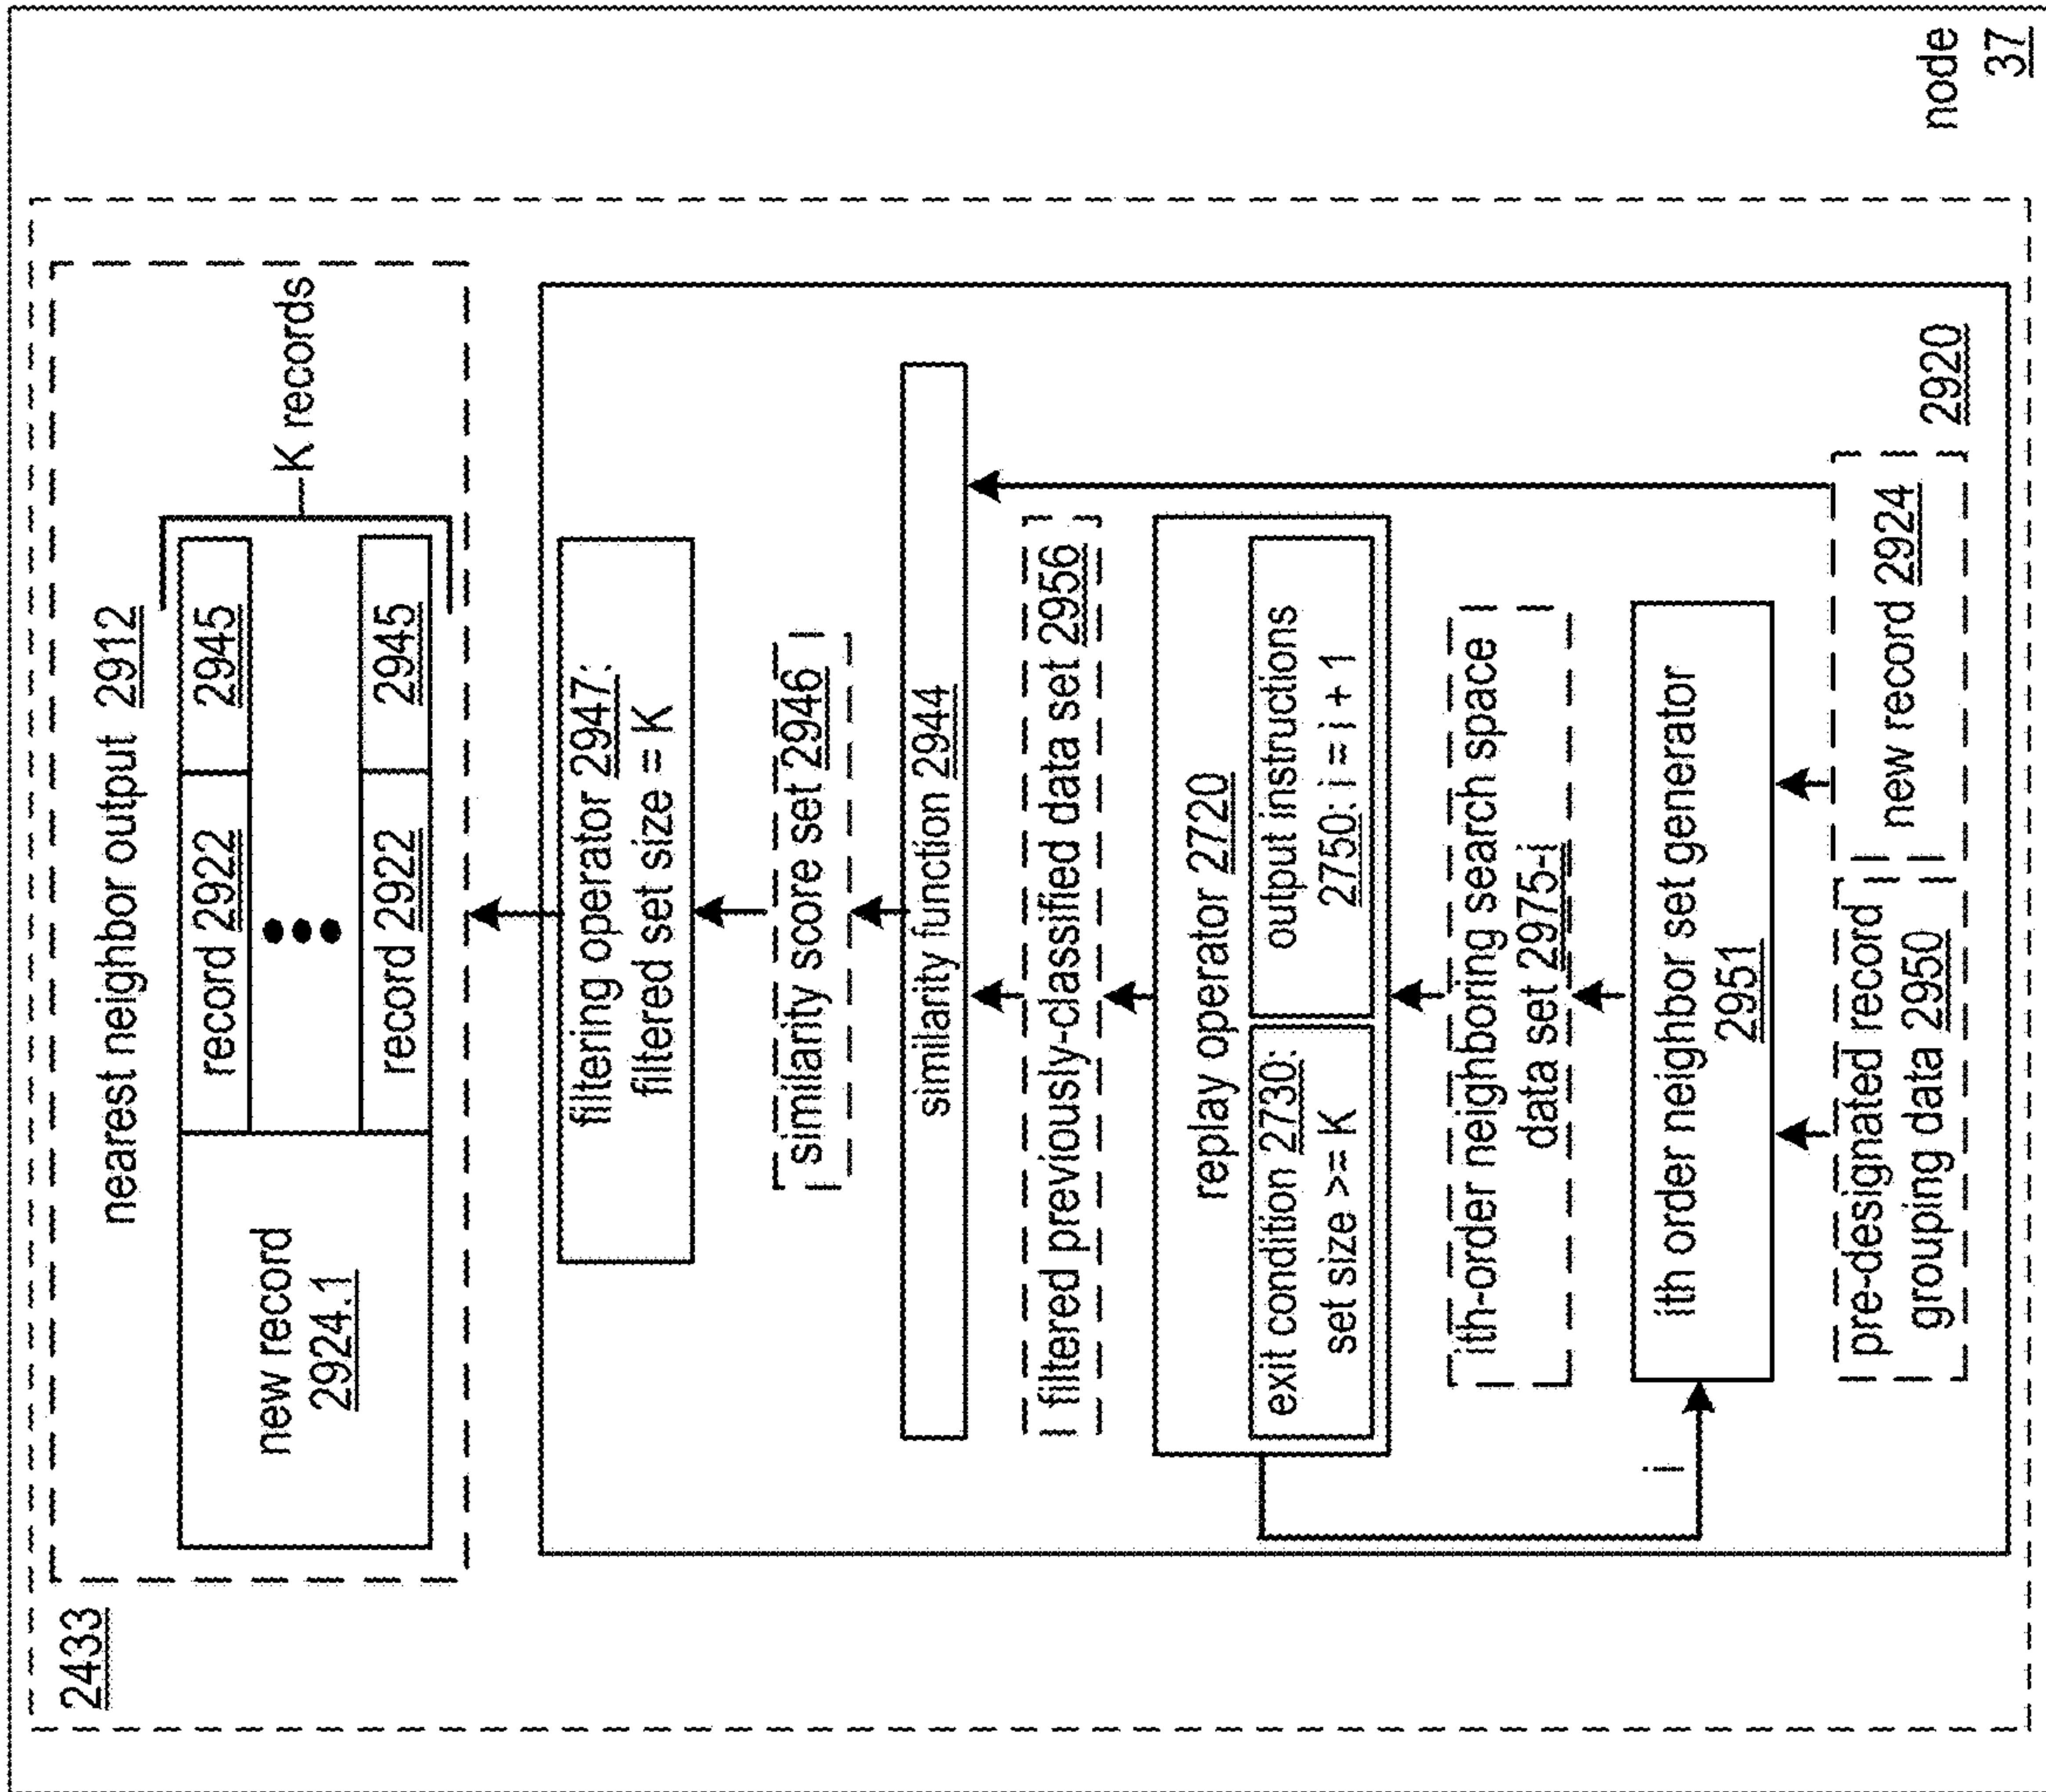 2433
nearest neighbor output 2912
new record
2924.1
record 2922
2945
record 2922
2945
K records
filtering operator 2947:
filtered set size = K
similarity score set 2946
similarity function 2944
filtered previously-classified data set 2956
replay operator 2720
exit condition 2730:
set size >= K
output instructions
2750: i = i + 1
ith-order neighboring search space
data set 2975-i
i
ith order neighbor set generator
2951
pre-designated record
grouping data 2950
new record 2924
2920
node
37